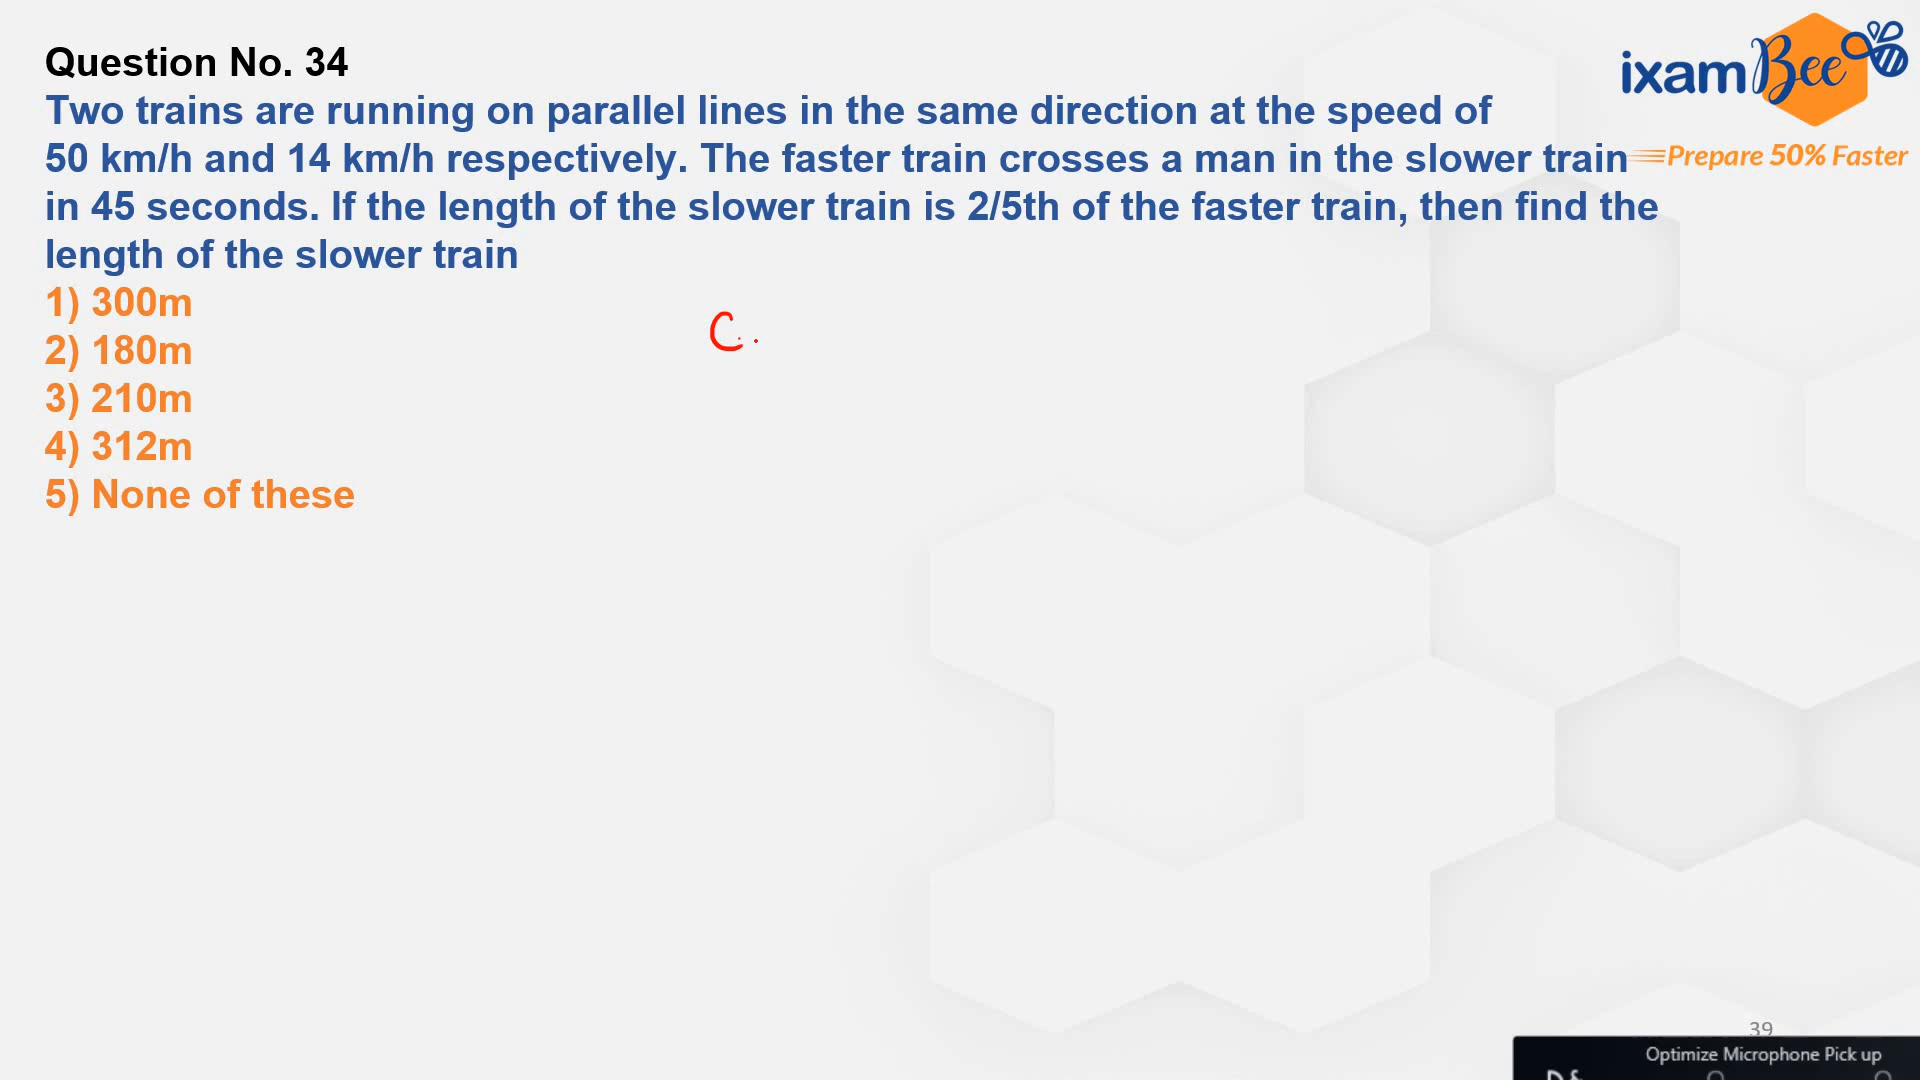 Question No. 34
Two trains are running on parallel lines in the same direction at the speed of
50 km/h and 14 km/h respectively. The faster train crosses a man in the slower train
in 45 seconds. If the length of the slower train is 2/5th of the faster train, then find the
length of the slower train
1) 300m
2) 180m
3) 210m
4) 312m
5) None of these
C.
ixamBee
Prepare 50% Faster
39
Optimize Microphone Pick up